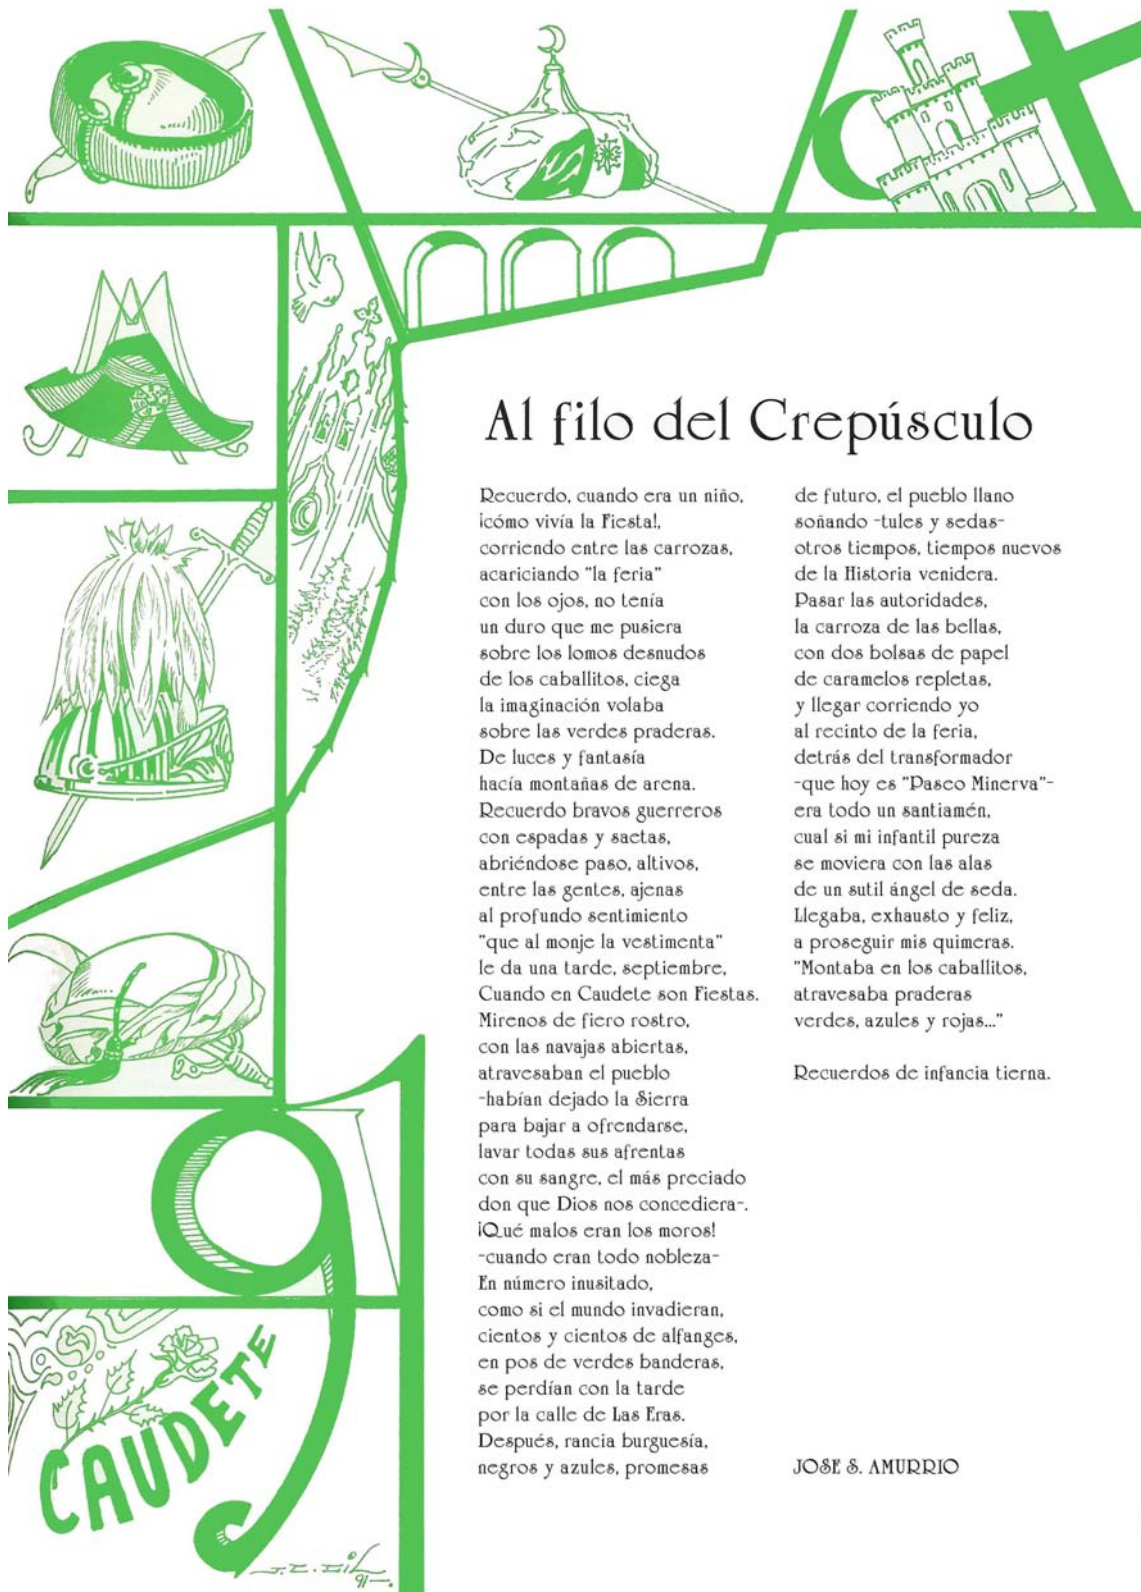 Al filo del Crepúsculo
Recuerdo, cuando era un niño,
¡cómo vivía la Fiesta!,
corriendo entre las carrozas,
acariciando "la feria"
con los ojos, no tenía
un duro que me pusiera
sobre los lomos desnudos
de los caballitos, ciega
la imaginación volaba
sobre las verdes praderas.
De luces y fantasía
hacía montañas de arena.
Recuerdo bravos guerreros
con espadas y saetas,
abriéndose paso, altivos,
entre las gentes, ajenas
al profundo sentimiento
"que al monje la vestimenta"
le da una tarde, septiembre,
Cuando en Caudete son Fiestas.
Mirenos de fiero rostro,
con las navajas abiertas,
atravesaban el pueblo
-habían dejado la Sierra
para bajar a ofrendarse,
lavar todas sus afrentas
con su sangre, el más preciado
don que Dios nos concediera-.
¡Qué malos eran los moros!
-cuando eran todo nobleza-
En número inusitado,
como si el mundo invadieran,
cientos y cientos de alfanges,
en pos de verdes banderas,
se perdían con la tarde
por la calle de Las Eras.
Después, rancia burguesía,
negros y azules, promesas
de futuro, el pueblo llano
soñando -tules y sedas-
otros tiempos, tiempos nuevos
de la Historia venidera.
Pasar las autoridades,
la carroza de las bellas,
con dos bolsas de papel
de caramelos repletas,
y llegar corriendo yo
al recinto de la feria,
detrás del transformador
-que hoy es "Paseo Minerva"-
era todo un santiamén,
cual si mi infantil pureza
se moviera con las alas
de un sutil ángel de seda.
Llegaba, exhausto y feliz,
a proseguir mis quimeras.
"Montaba en los caballitos,
atravesaba praderas
verdes, azules y rojas..."
Recuerdos de infancia tierna.
JOSE S. AMURRIO
91
CAUDETE
J.C. GIL
91-.